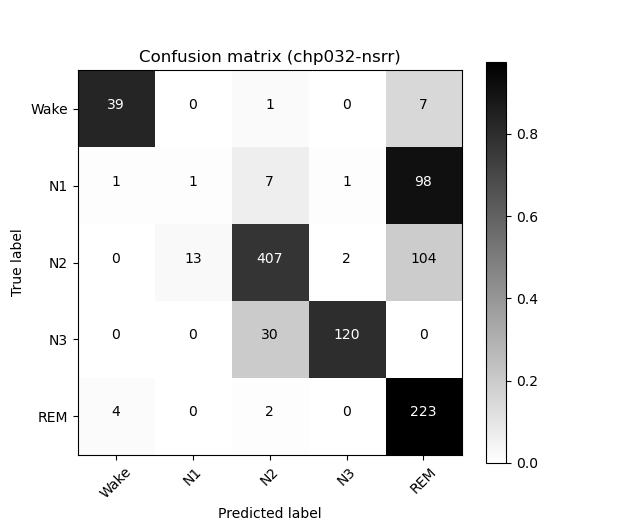 Confusion matrix (chp032-nsrr)
Wake 39 0 1 0 7
N1 1 1 7 1 98
N2 0 13 407 2 104
N3 0 0 30 120 0
REM 4 0 2 0 223
Wake N1 N2 N3 REM
Predicted label
True label
0.8
0.6
0.4
0.2
0.0